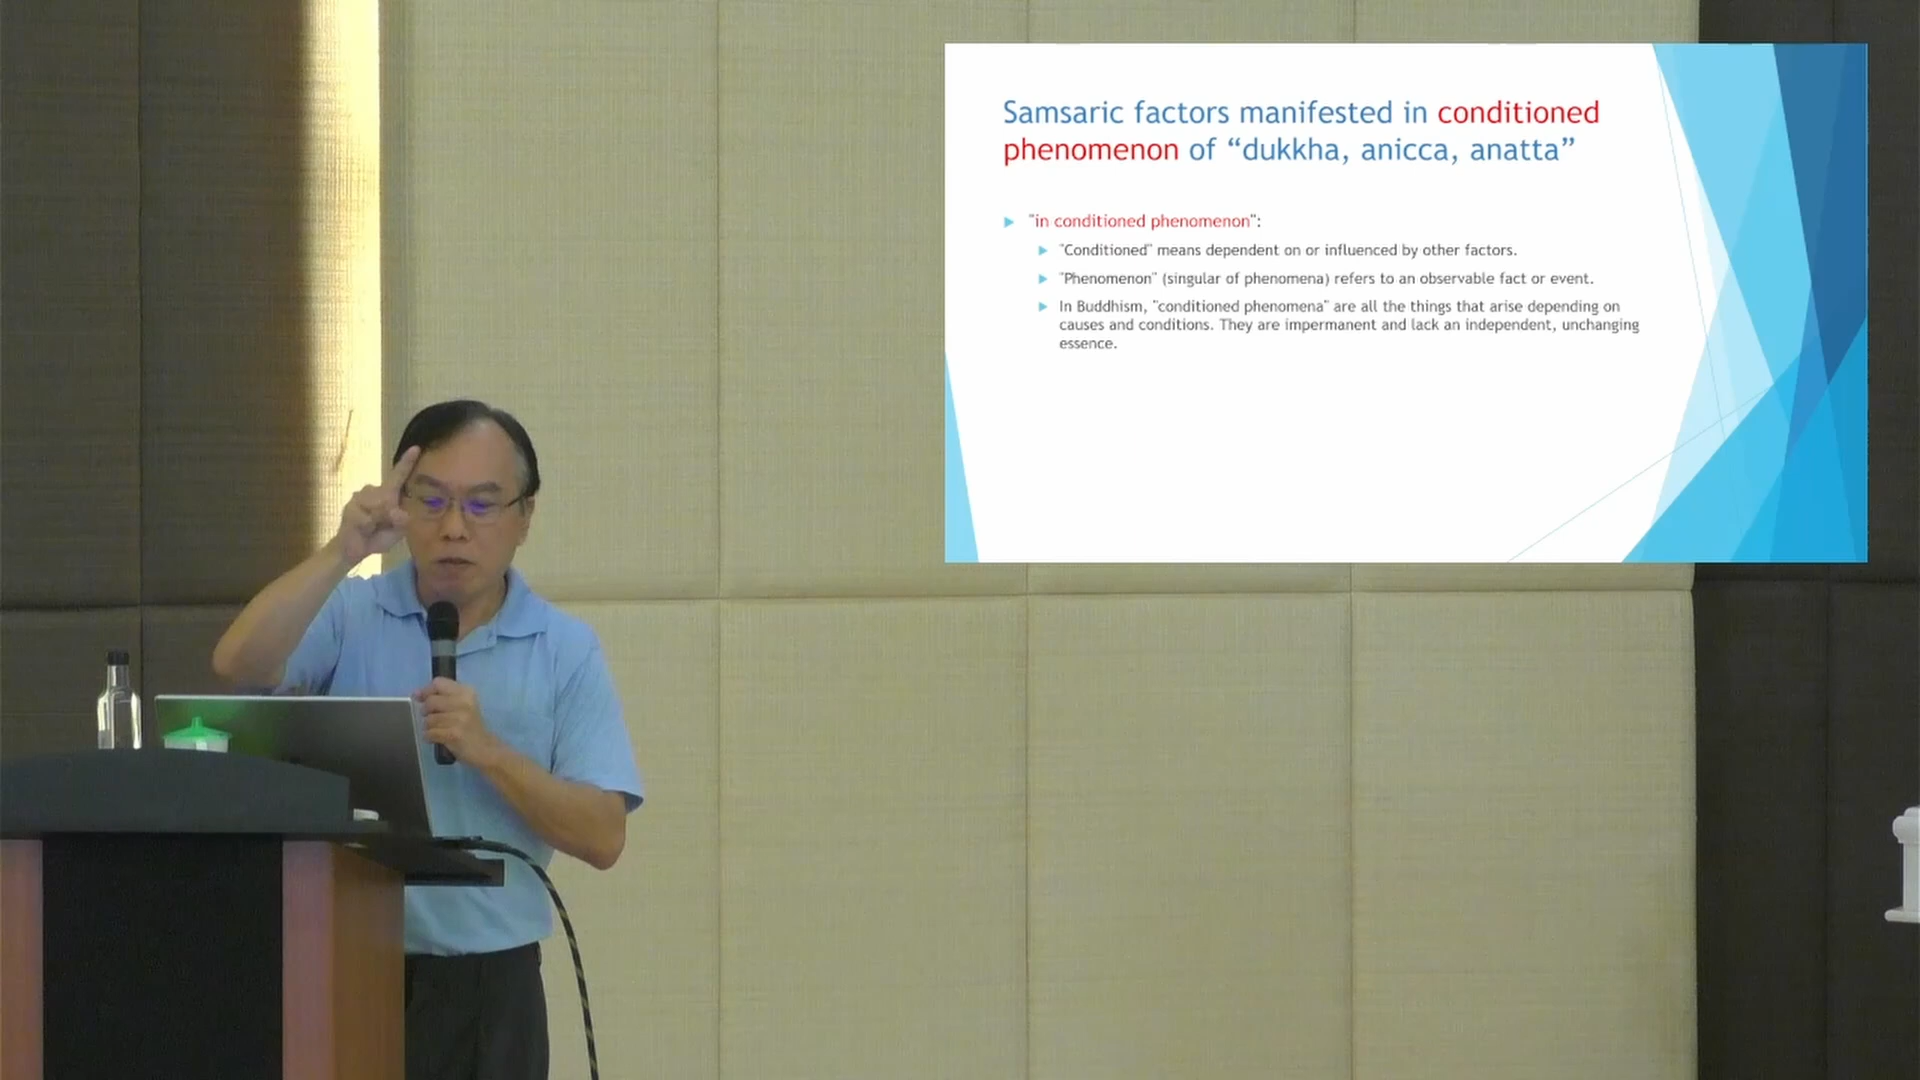 Samsaric factors manifested in conditioned
phenomenon of “dukkha, anicca, anatta”
"in conditioned phenomenon":
"Conditioned" means dependent on or influenced by other factors.
"Phenomenon" (singular of phenomena) refers to an observable fact or event.
In Buddhism, "conditioned phenomena" are all the things that arise depending on
causes and conditions. They are impermanent and lack an independent, unchanging
essence.